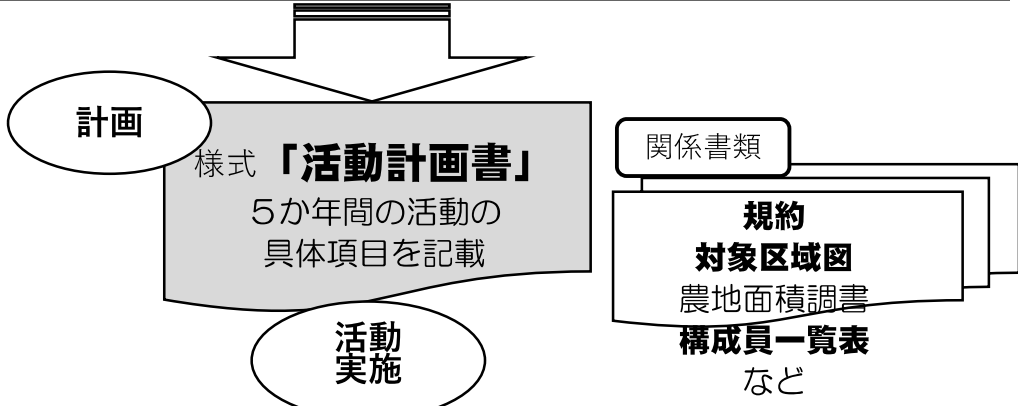 計画
様式「活動計画書」
５か年間の活動の
具体項目を記載
活動
実施
関係書類
規約
対象区域図
農地面積調書
構成員一覧表
など